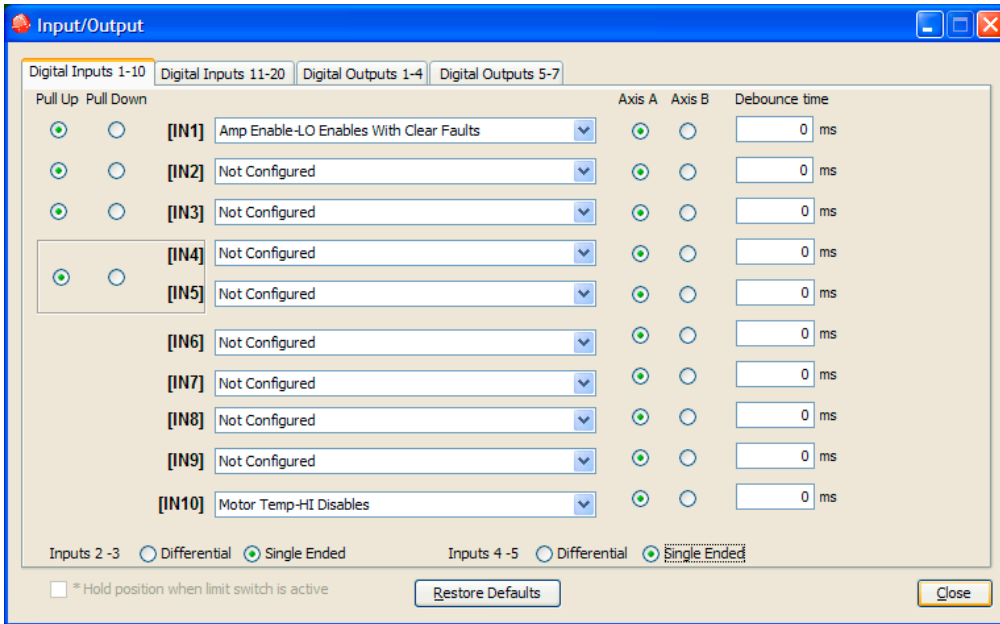 Input/Output
Digital Inputs 1-10 Digital Inputs 11-20 Digital Outputs 1-4 Digital Outputs 5-7
Pull Up Pull Down Axis A Axis B Debounce time
[IN1] Amp Enable-LO Enables With Clear Faults 0 ms
[IN2] Not Configured 0 ms
[IN3] Not Configured 0 ms
[IN4] Not Configured 0 ms
[IN5] Not Configured 0 ms
[IN6] Not Configured 0 ms
[IN7] Not Configured 0 ms
[IN8] Not Configured 0 ms
[IN9] Not Configured 0 ms
[IN10] Motor Temp-HI Disables 0 ms
Inputs 2 -3 Differential Single Ended Inputs 4 -5 Differential Single Ended
* Hold position when limit switch is active Restore Defaults Close